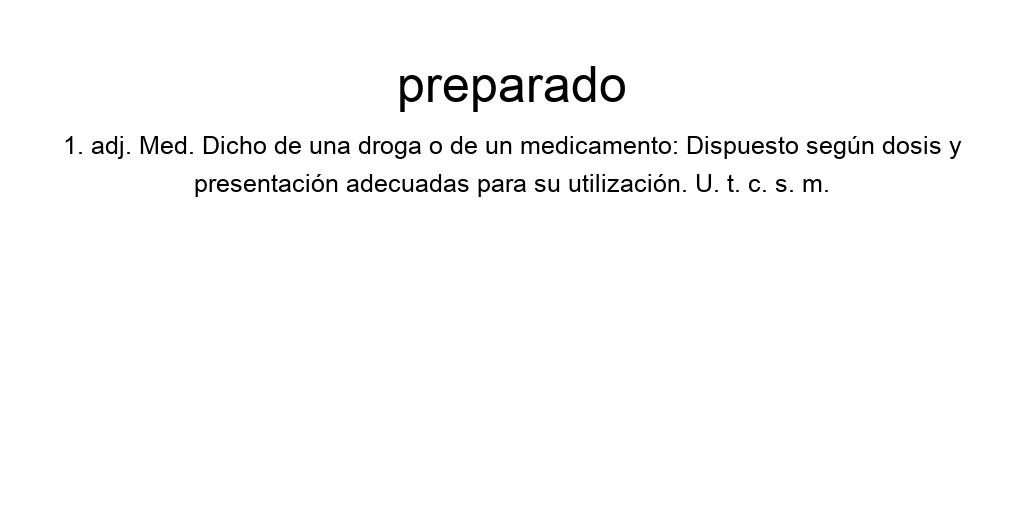 preparado
1. adj. Med. Dicho de una droga o de un medicamento: Dispuesto según dosis y
presentación adecuadas para su utilización. U. t. c. s. m.